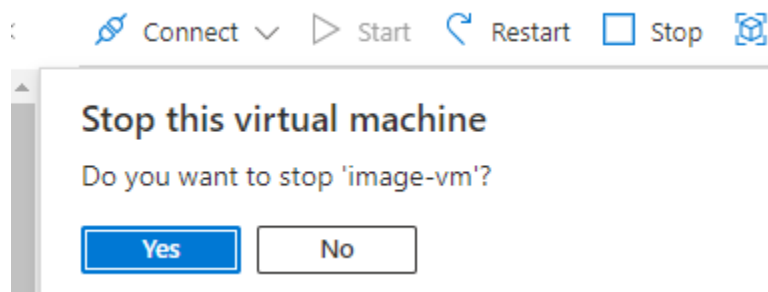 Connect Start Restart Stop
Stop this virtual machine
Do you want to stop 'image-vm'?
Yes No